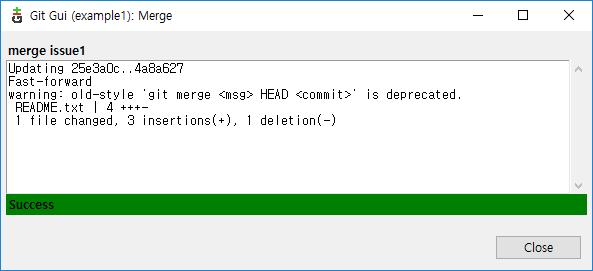 Git Gui (example1): Merge
merge issue1
Updating 25e3a0c..4a8a627
Fast-forward
warning: old-style 'git merge <msg> HEAD <commit>' is deprecated.
README.txt | 4 +++-
1 file changed, 3 insertions(+), 1 deletion(-)
Success
Close